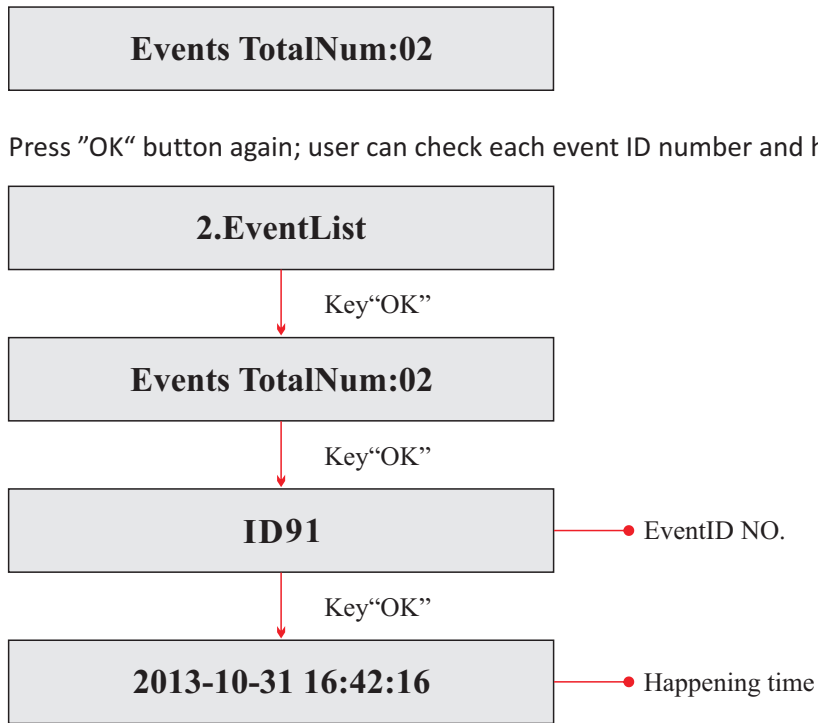 Events TotalNum:02
Press ”OK“ button again; user can check each event ID number and
2.EventList
Key“OK”
Events TotalNum:02
Key“OK”
ID91
EventID NO.
Key“OK”
2013-10-31 16:42:16
Happening time